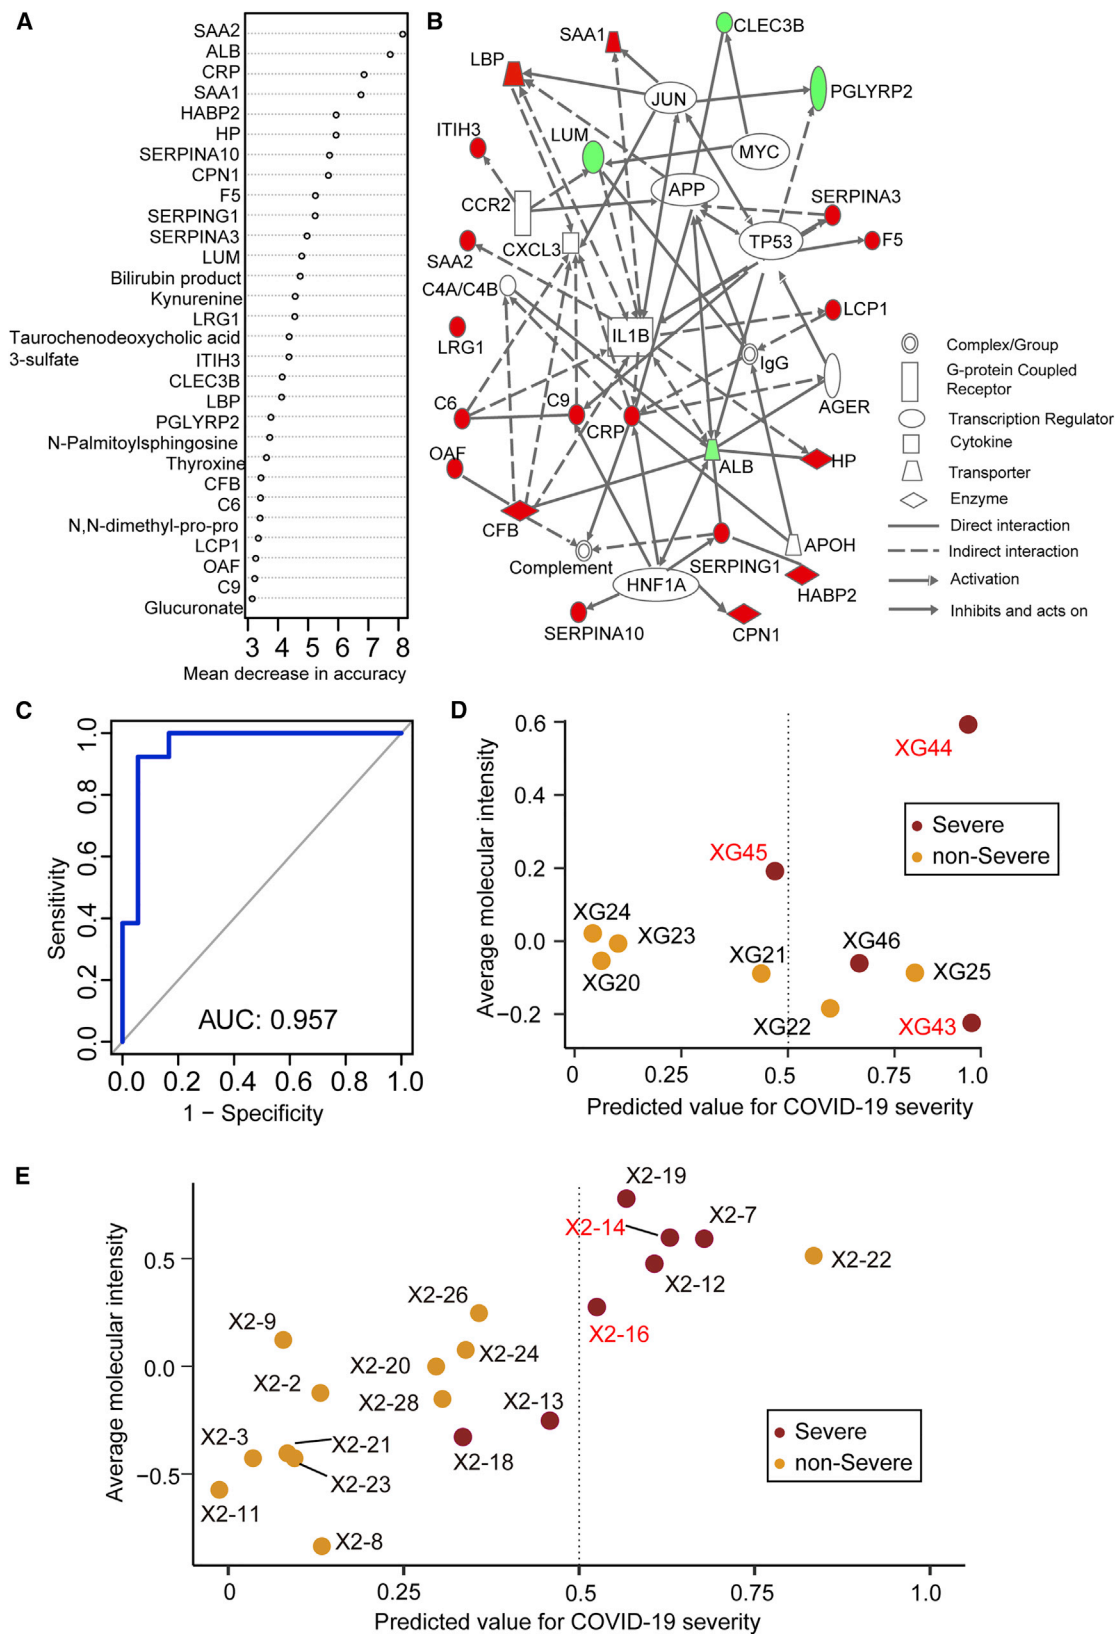 A
SAA2
ALB
CRP
SAA1
HABP2
HP
SERPINA10
CPN1
F5
SERPING1
SERPINA3
LUM
Bilirubin product
Kynurenine
LRG1
Taurochenodeoxycholic acid
3-sulfate
ITIH3
CLEC3B
LBP
PGLYRP2
N-Palmitoylsphingosine
Thyroxine
CFB
C6
N,N-dimethyl-pro-pro
LCP1
OAF
C9
Glucuronate
3 4 5 6 7 8
Mean decrease in accuracy
B
CLEC3B
SAA1
LBP
JUN
PGLYRP2
ITIH3
LUM
MYC
APP
CCR2
SERPINA3
TP53
F5
CXCL3
SAA2
C4A/C4B
LCP1
IL1B
LRG1
IgG
AGER
C6
C9
CRP
OAF
ALB
HP
CFB
APOH
Complement
SERPING1
HNF1A
HABP2
SERPINA10
CPN1
Complex/Group
G-protein Coupled
Receptor
Transcription Regulator
Cytokine
Transporter
Enzyme
Direct interaction
Indirect interaction
Activation
Inhibits and acts on
C
Sensitivity
1.0
0.8
0.6
0.4
0.2
0.0
AUC: 0.957
0.0 0.2 0.4 0.6 0.8 1.0
1 − Specificity
D
Average molecular intensity
0.6
0.4
0.2
0.0
−0.2
XG44
XG45
XG24
XG23
XG20
XG21
XG46
XG25
XG22
XG43
Severe
non-Severe
0 0.25 0.5 0.75 1.0
Predicted value for COVID-19 severity
E
Average molecular intensity
0.5
0.0
−0.5
X2-19
X2-14
X2-7
X2-12
X2-22
X2-16
X2-26
X2-9
X2-24
X2-20
X2-2
X2-28
X2-13
X2-3
X2-21
X2-18
X2-23
X2-11
X2-8
Severe
non-Severe
0 0.25 0.5 0.75 1.0
Predicted value for COVID-19 severity